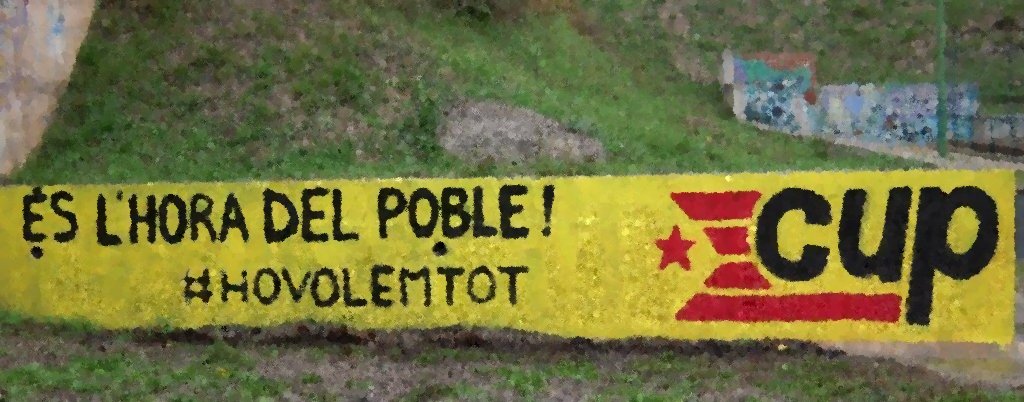 ÉS L'HORA DEL POBLE!
#HOVOLEMTOT
cup